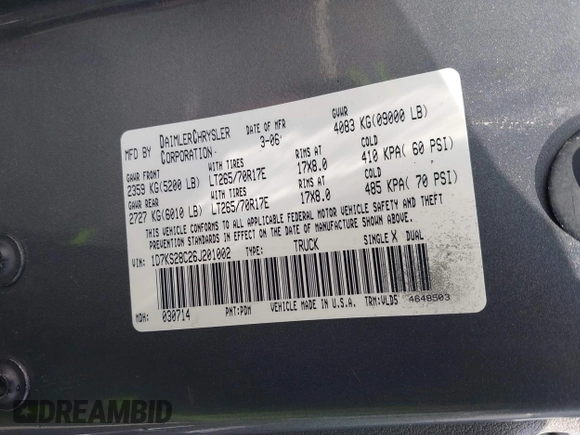 MFD BY DAIMLERCHRYSLER CORPORATION. DATE OF MFR 3-06 GVWR 4083 KG(09000 LB)
GAWR FRONT WITH TIRES RIMS AT COLD
2359 KG(5200 LB) LT265/70R17E 17X8.0 410 KPA( 60 PSI)
GAWR REAR WITH TIRES RIMS AT COLD
2727 KG(6010 LB) LT265/70R17E 17X8.0 485 KPA( 70 PSI)
THIS VEHICLE CONFORMS TO ALL APPLICABLE FEDERAL MOTOR VEHICLE SAFETY AND THEFT
PREVENTION STANDARDS IN EFFECT ON THE DATE OF MANUFACTURE SHOWN ABOVE.
VIN: 1D7KS28C26J201002 TYPE: TRUCK SINGLE X DUAL
MDH: 030714 PNT:PDM VEHICLE MADE IN U.S.A. TRM:VLD5 4648503
DREAMBID